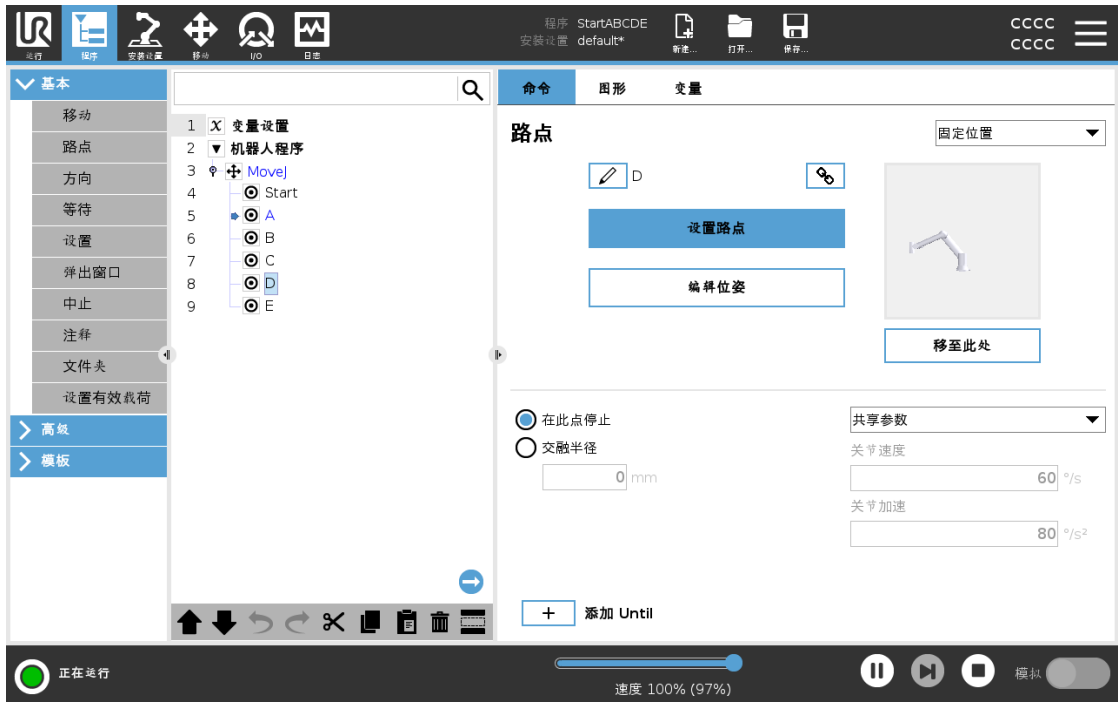 UR
运行
程序
安装设置
移动
I/O
日志
程序 StartABCDE
安装设置 default*
新建...
打开...
保存...
CCCC
CCCC
基本
移动
路点
方向
等待
设置
弹出窗口
中止
注释
文件夹
设置有效载荷
高级
模板
1 X 变量设置
2 机器人程序
3 MoveJ
4 Start
5 A
6 B
7 C
8 D
9 E
命令 图形 变量
路点
固定位置
D
设置路点
编辑位姿
移至此处
在此点停止
交融半径
0 mm
共享参数
关节速度
60 °/s
关节加速
80 °/s²
+ 添加 Until
正在运行
速度 100% (97%)
模拟